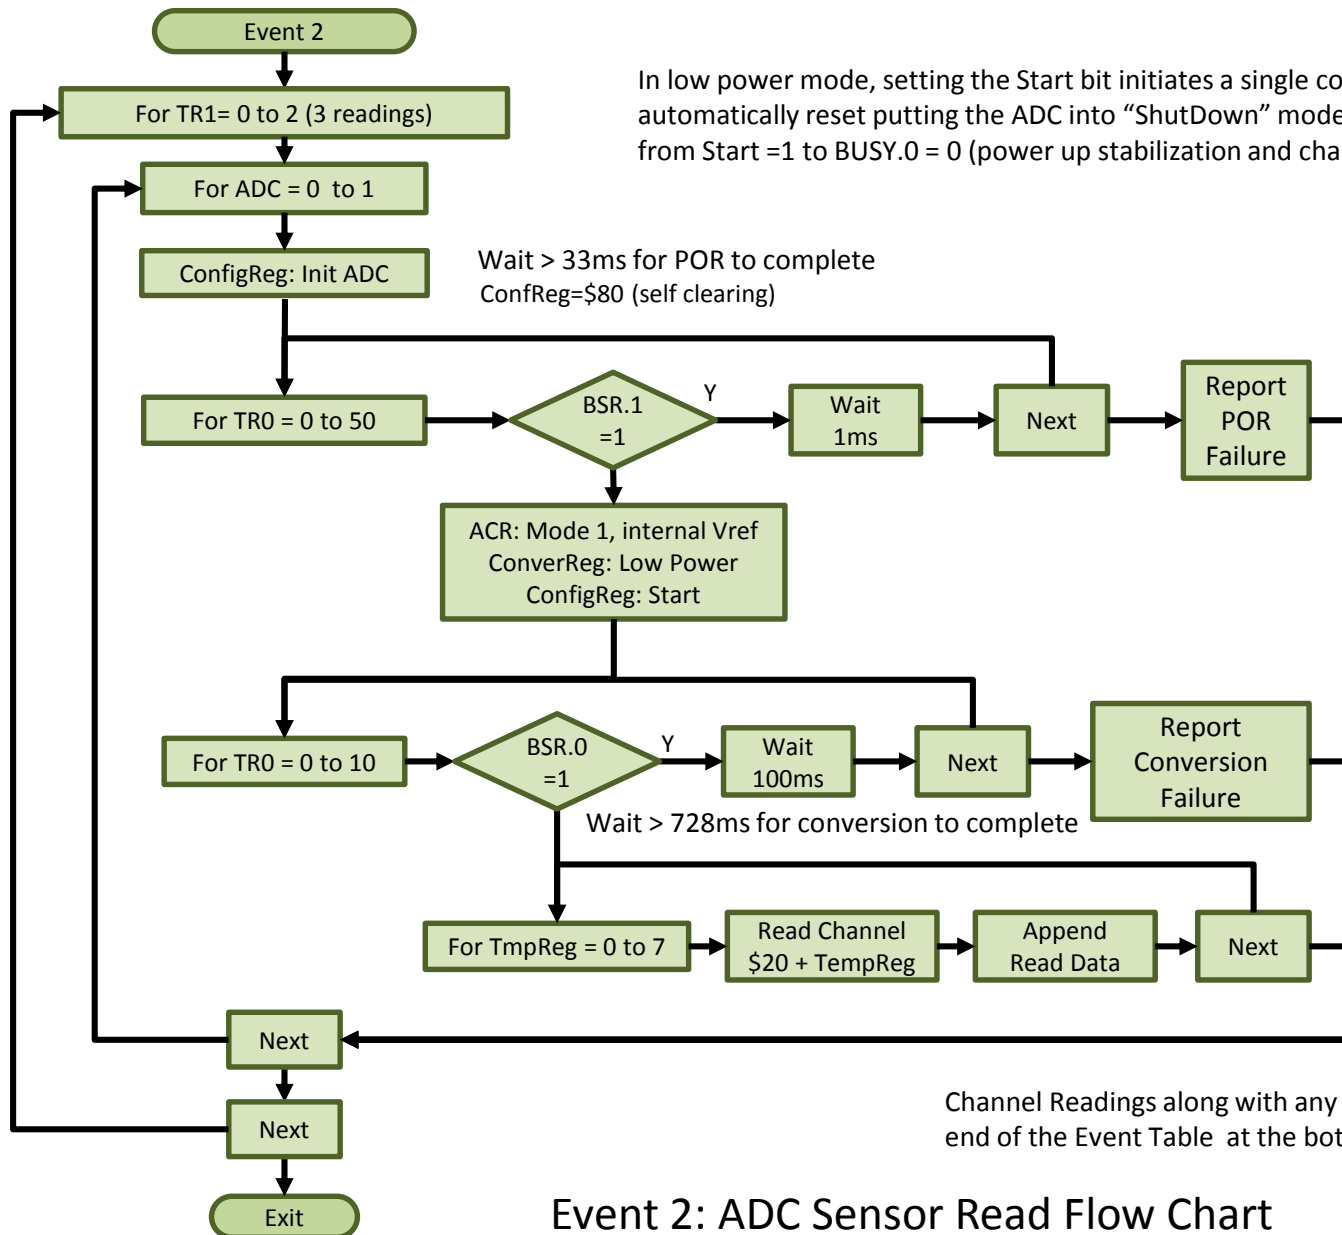 Event 2
For TR1= 0 to 2 (3 readings)
In low power mode, setting the Start bit initiates a single
automatically reset putting the ADC into “ShutDown” mode
from Start =1 to BUSY.0 = 0 (power up stabilization and
For ADC = 0 to 1
ConfigReg: Init ADC
Wait > 33ms for POR to complete
ConfReg=$80 (self clearing)
For TR0 = 0 to 50
BSR.1
=1
Y
Wait
1ms
Next
Report
POR
Failure
ACR: Mode 1, internal Vref
ConverReg: Low Power
ConfigReg: Start
For TR0 = 0 to 10
BSR.0
=1
Y
Wait
100ms
Next
Report
Conversion
Failure
Wait > 728ms for conversion to complete
For TmpReg = 0 to 7
Read Channel
$20 + TempReg
Append
Read Data
Next
Next
Next
Channel Readings along with any
end of the Event Table at the
Exit
Event 2: ADC Sensor Read Flow Chart